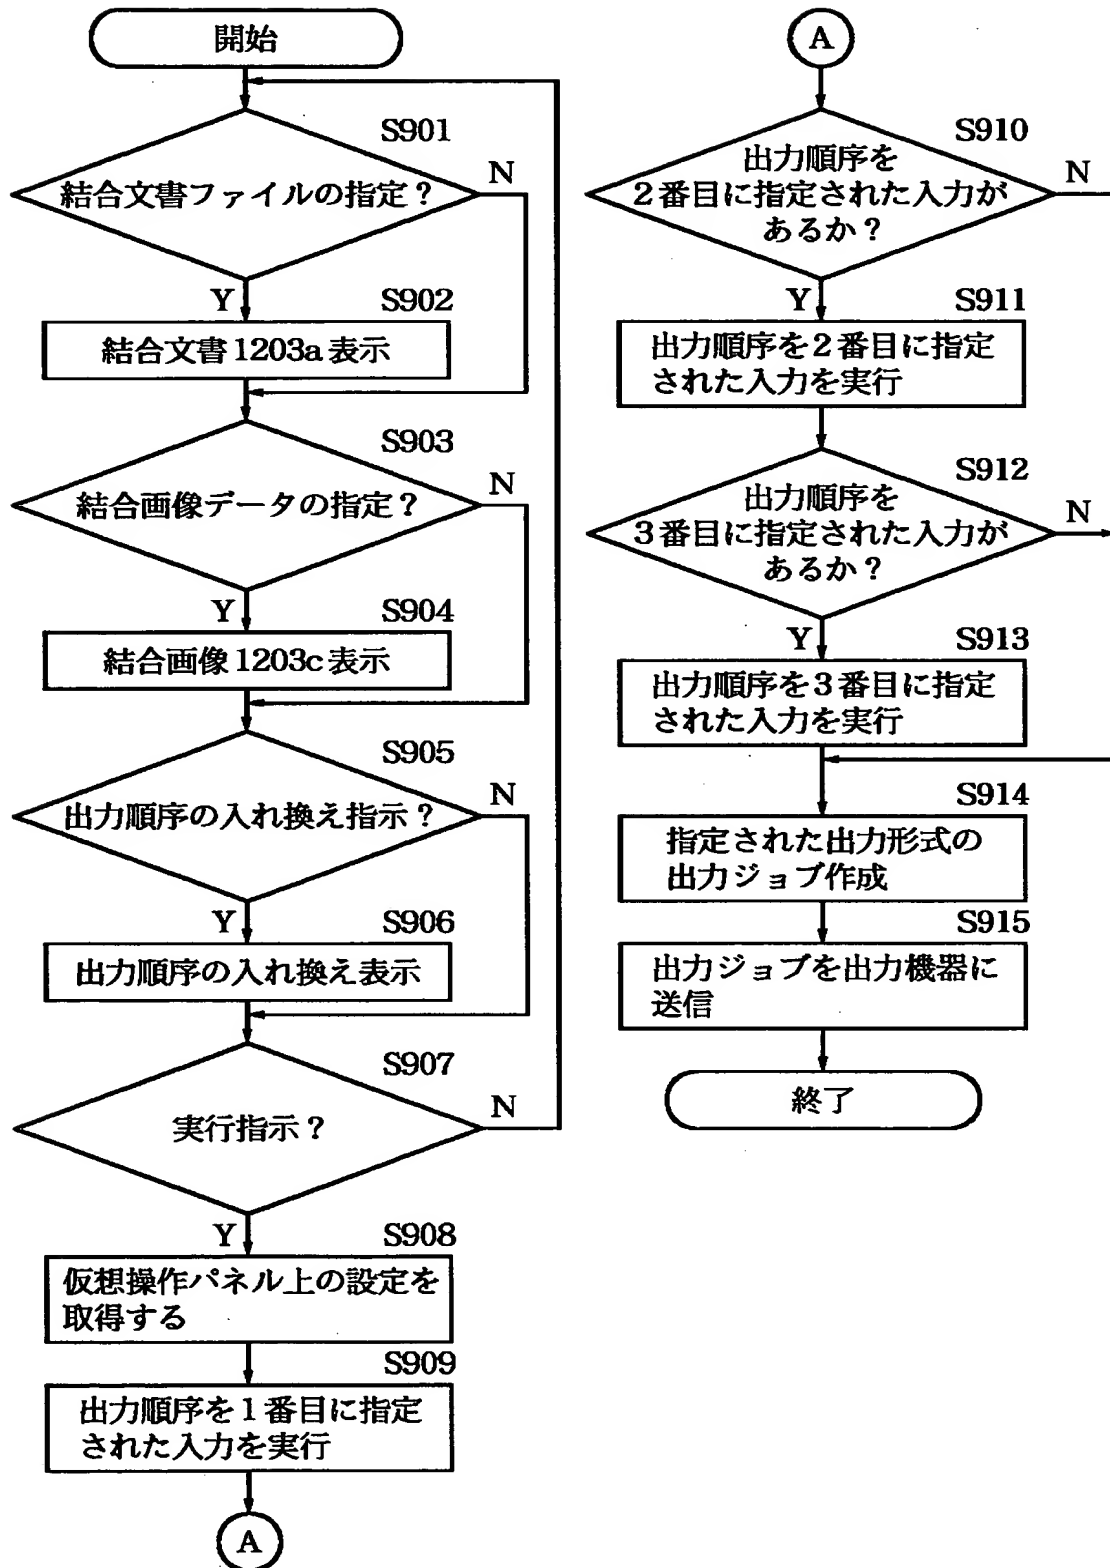 開始
S901
結合文書ファイルの指定？
N
Y
S902
結合文書1203a表示
S903
結合画像データの指定？
N
Y
S904
結合画像1203c表示
S905
出力順序の入れ換え指示？
N
Y
S906
出力順序の入れ換え表示
S907
実行指示？
N
Y
S908
仮想操作パネル上の設定を
取得する
S909
出力順序を1番目に指定
された入力を実行
A
A
S910
出力順序を
2番目に指定された入力が
あるか？
N
Y
S911
出力順序を2番目に指定
された入力を実行
S912
出力順序を
3番目に指定された入力が
あるか？
N
Y
S913
出力順序を3番目に指定
された入力を実行
S914
指定された出力形式の
出力ジョブ作成
S915
出力ジョブを出力機器に
送信
終了